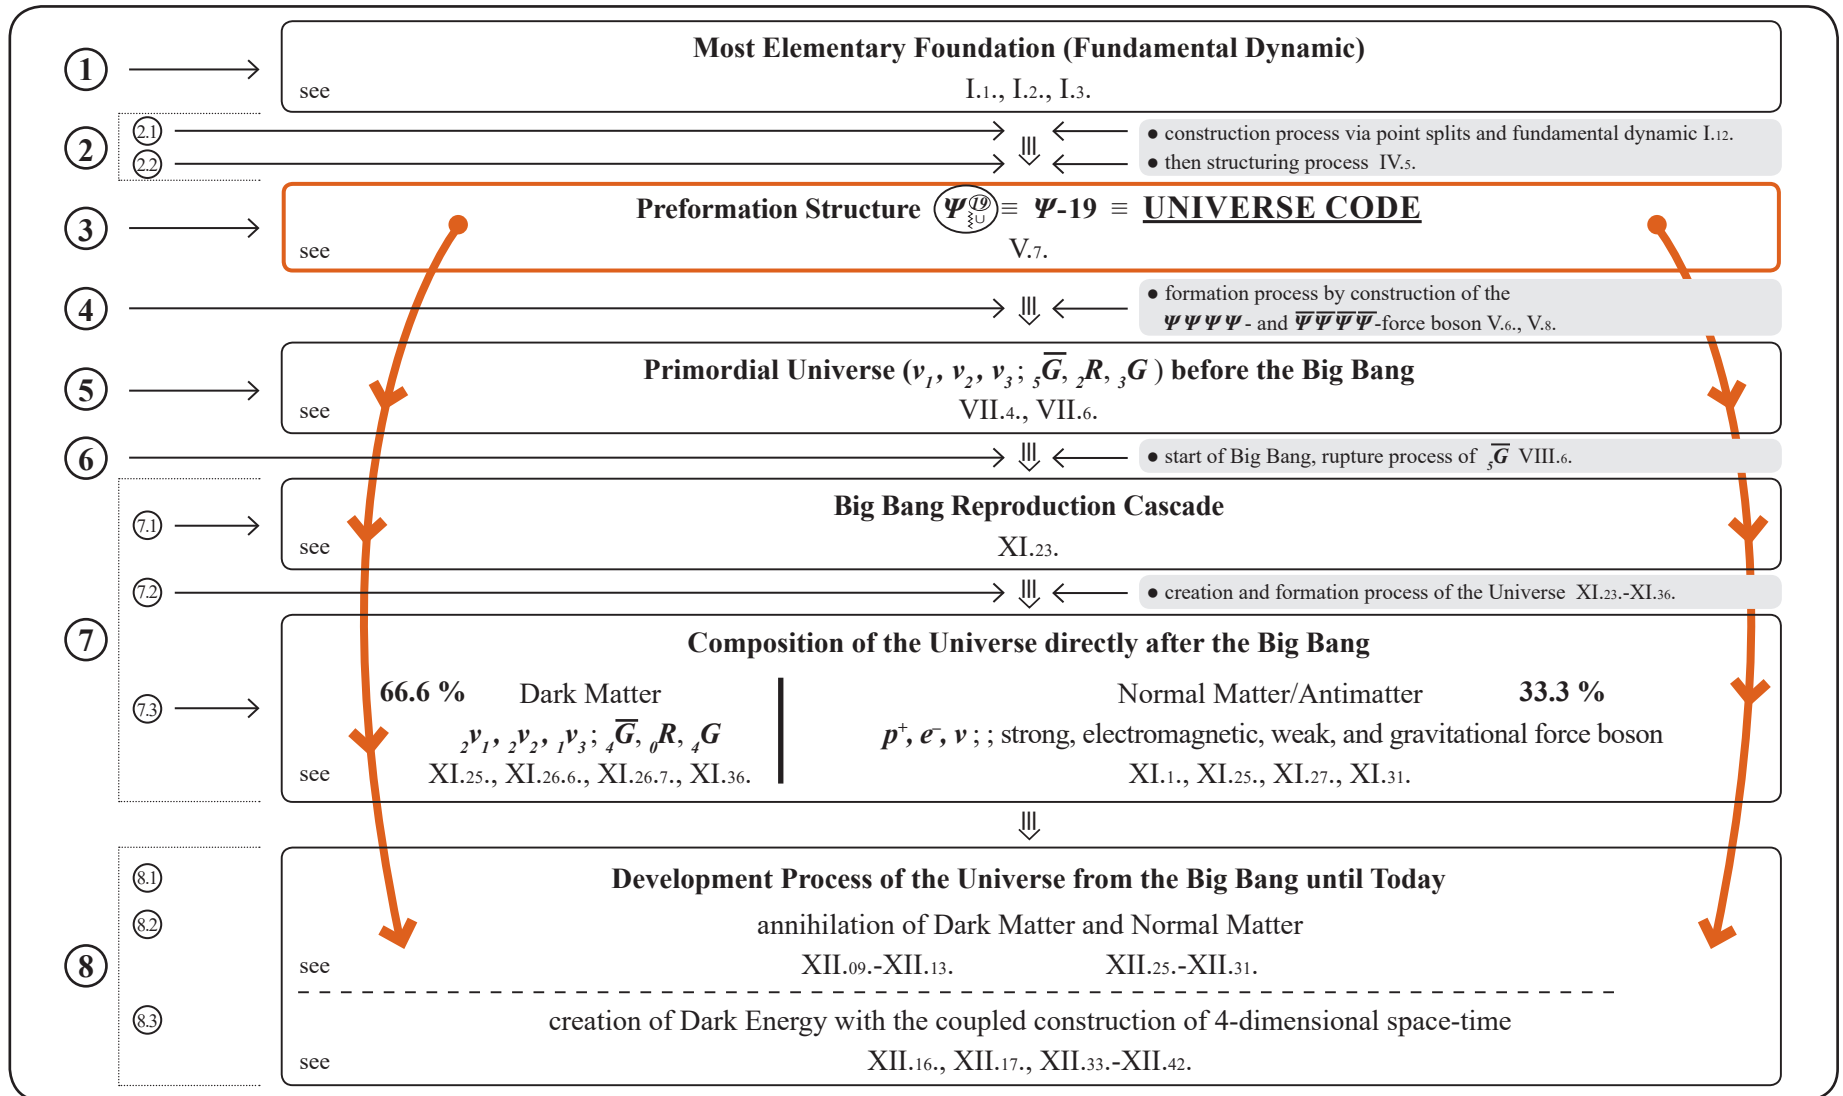 ① Most Elementary Foundation (Fundamental Dynamic)
see I.1., I.2., I.3.
② 2.1 ● construction process via point splits and fundamental dynamic I.12.
2.2 ● then structuring process IV.5.
③ Preformation Structure Ψ⑲ ≡ Ψ-19 ≡ UNIVERSE CODE
see V.7.
④ ● formation process by construction of the
ΨΨΨΨ- and Ψ̅Ψ̅Ψ̅Ψ̅-force boson V.6., V.8.
⑤ Primordial Universe (ν₁, ν₂, ν₃; ₅G̅, ₂R, ₃G ) before the Big Bang
see VII.4., VII.6.
⑥ ● start of Big Bang, rupture process of ₅G̅ VIII.6.
7.1 Big Bang Reproduction Cascade
see XI.23.
7.2 ● creation and formation process of the Universe XI.23.-XI.36.
⑦ Composition of the Universe directly after the Big Bang
7.3 66.6 % Dark Matter Normal Matter/Antimatter 33.3 %
₂ν₁, ₂ν₂, ₁ν₃; ₄G̅, ₀R, ₄G p⁺, e⁻, ν ; ; strong, electromagnetic, weak, and gravitational force boson
see XI.25., XI.26.6., XI.26.7., XI.36. XI.1., XI.25., XI.27., XI.31.
8.1 Development Process of the Universe from the Big Bang until Today
8.2 annihilation of Dark Matter and Normal Matter
⑧ see XII.09.-XII.13. XII.25.-XII.31.
8.3 creation of Dark Energy with the coupled construction of 4-dimensional space-time
see XII.16., XII.17., XII.33.-XII.42.